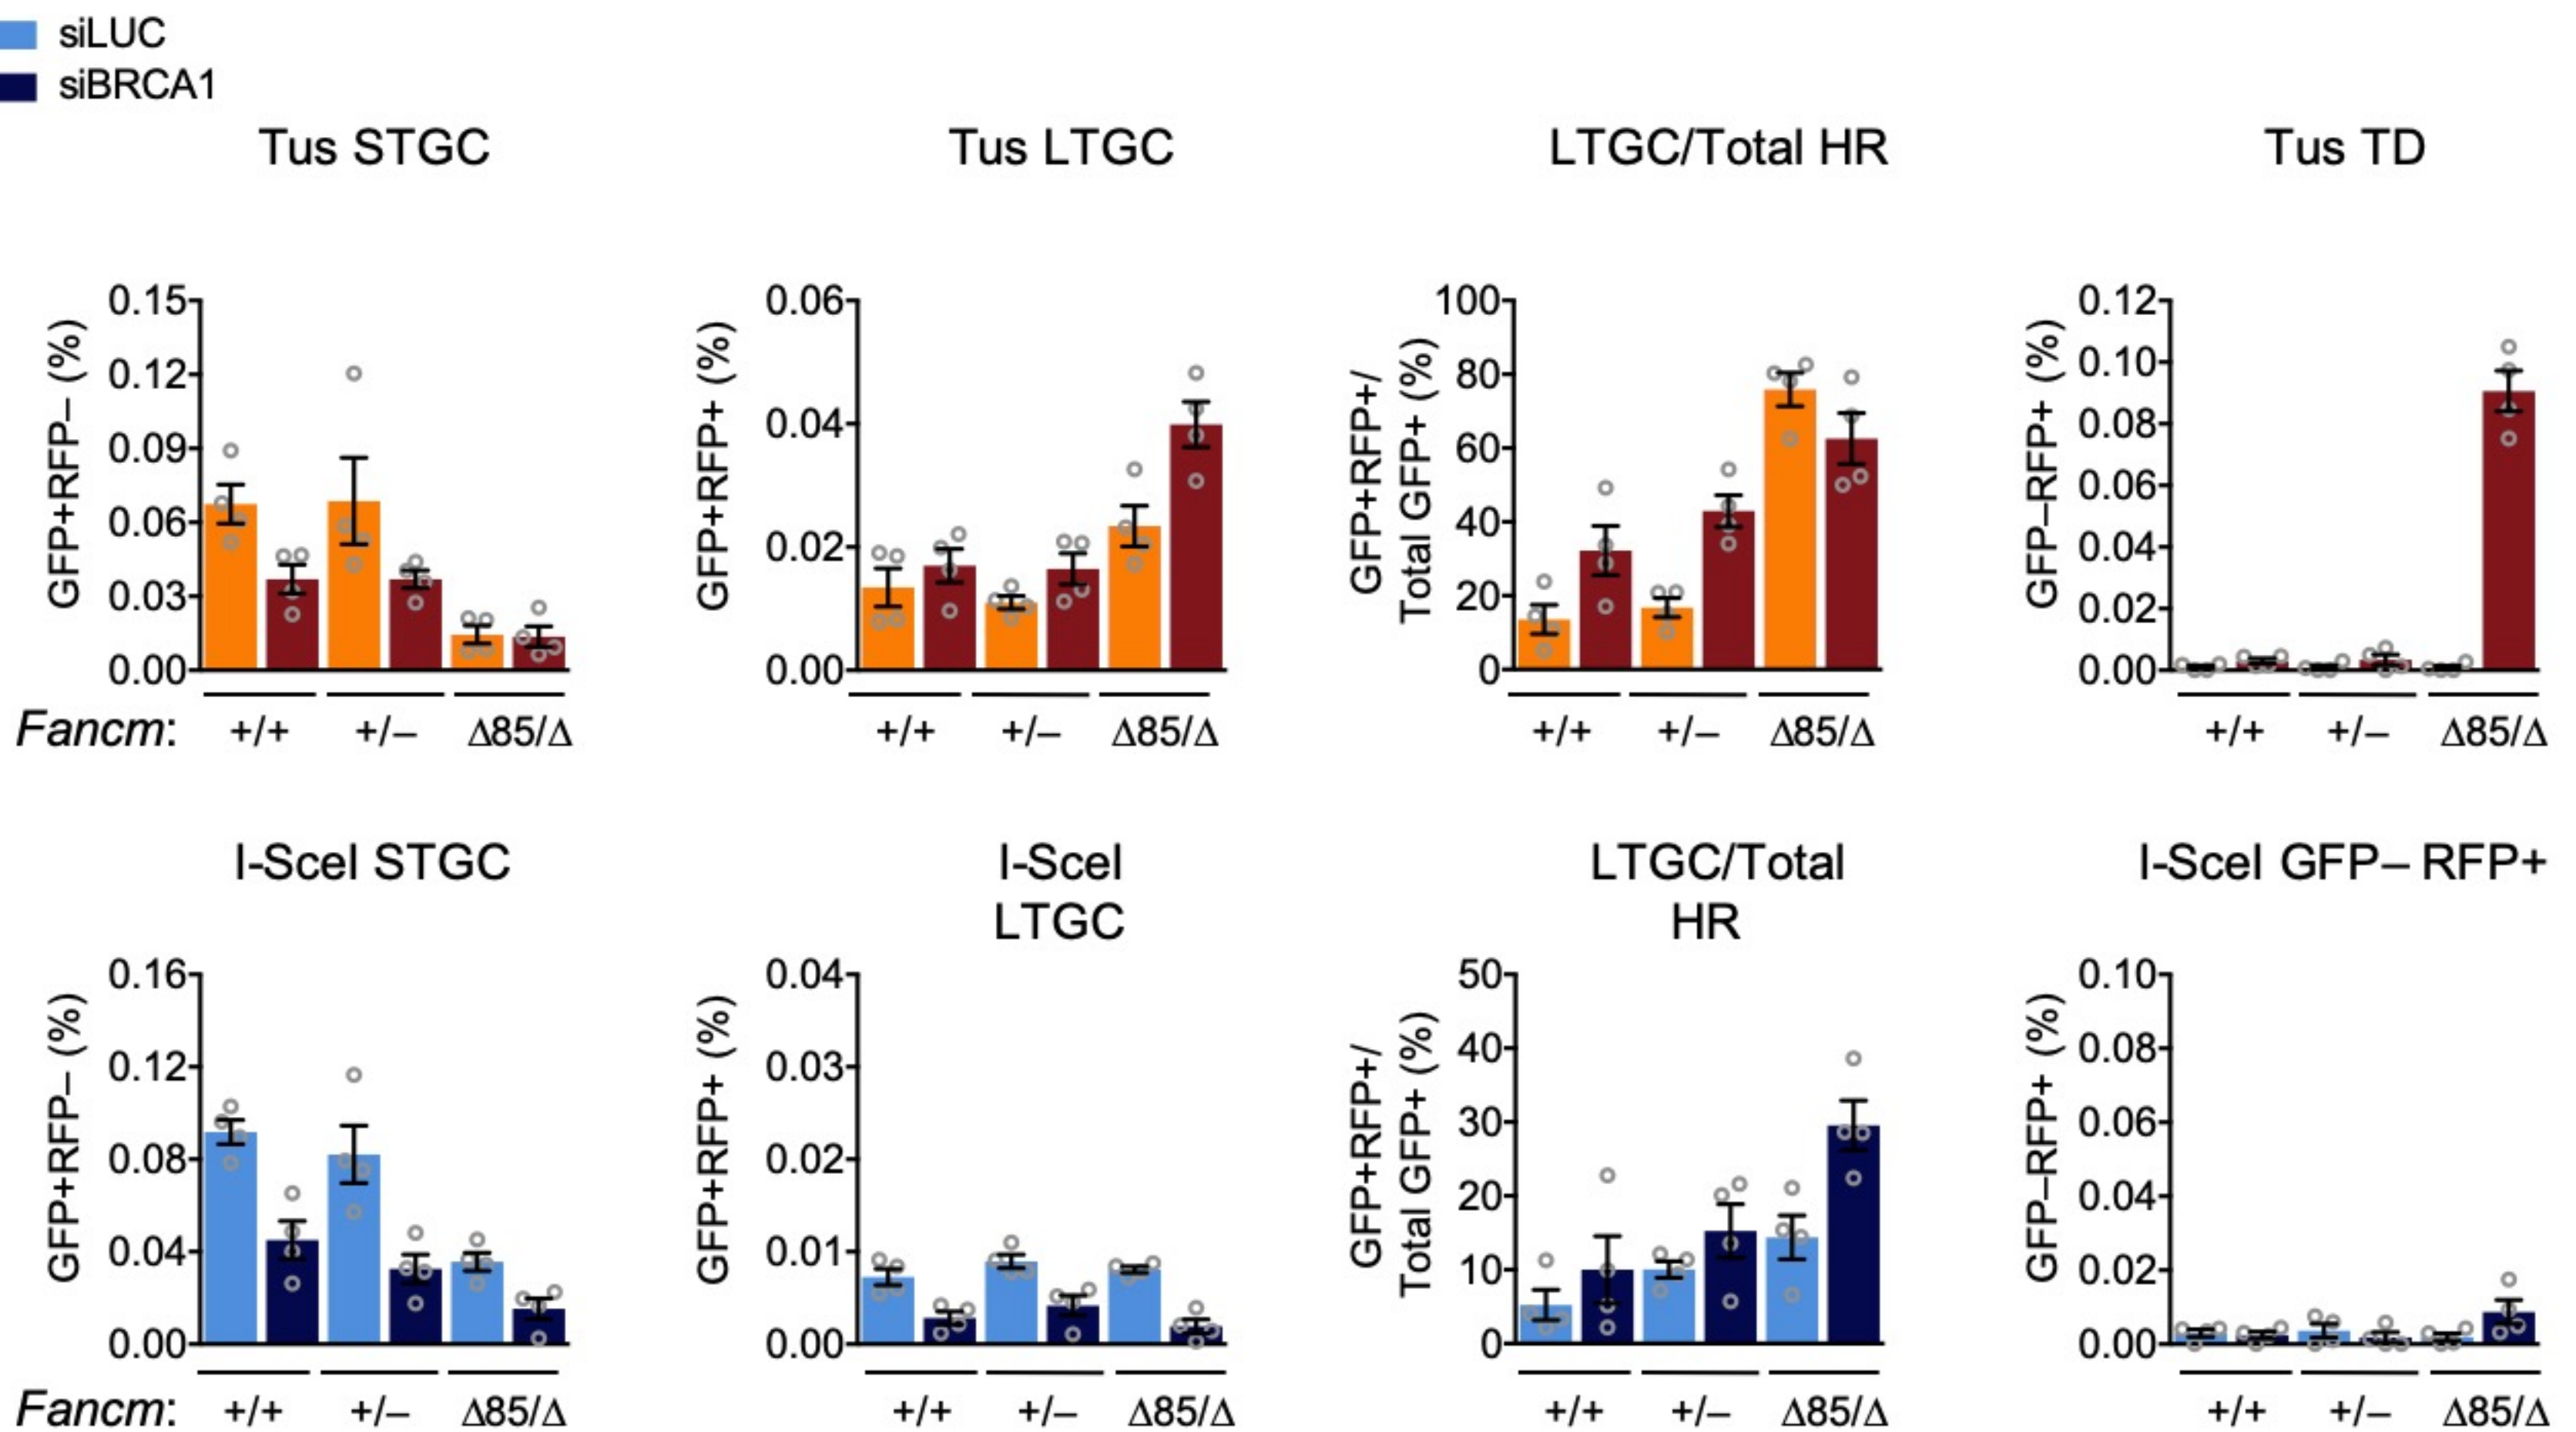 siLUC
siBRCA1
Tus STGC
Tus LTGC
LTGC/Total HR
Tus TD
GFP+RFP– (%)
0.15
0.12
0.09
0.06
0.03
0.00
GFP+RFP+ (%)
0.06
0.04
0.02
0.00
GFP+RFP+/
Total GFP+ (%)
100
80
60
40
20
0
GFP–RFP+ (%)
0.12
0.10
0.08
0.06
0.04
0.02
0.00
Fancm: +/+ +/– Δ85/Δ
+/+ +/– Δ85/Δ
+/+ +/– Δ85/Δ
+/+ +/– Δ85/Δ
I-SceI STGC
I-SceI
LTGC
LTGC/Total
HR
I-SceI GFP– RFP+
GFP+RFP– (%)
0.16
0.12
0.08
0.04
0.00
GFP+RFP+ (%)
0.04
0.03
0.02
0.01
0.00
GFP+RFP+/
Total GFP+ (%)
50
40
30
20
10
0
GFP–RFP+ (%)
0.10
0.08
0.06
0.04
0.02
0.00
Fancm: +/+ +/– Δ85/Δ
+/+ +/– Δ85/Δ
+/+ +/– Δ85/Δ
+/+ +/– Δ85/Δ